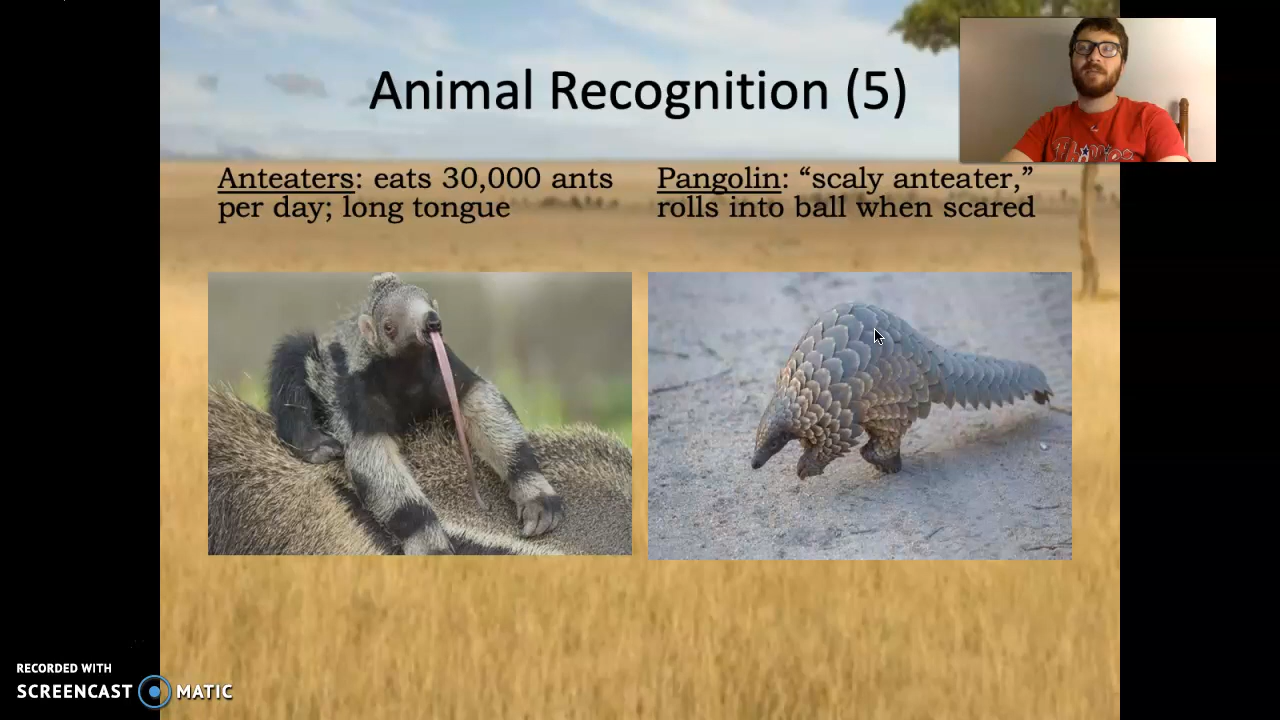 Animal Recognition (5)
Anteaters: eats 30,000 ants
per day; long tongue
Pangolin: “scaly anteater,”
rolls into ball when scared
Phillies
RECORDED WITH
SCREENCAST MATIC